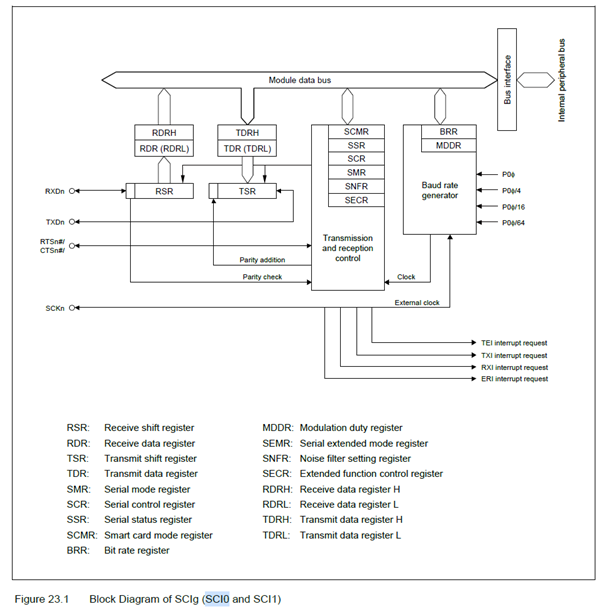 Module data bus
Bus interface
Internal peripheral bus
RDRH
RDR (RDRL)
TDRH
TDR (TDRL)
SCMR
SSR
SCR
SMR
SNFR
SECR
BRR
MDDR
Baud rate
generator
P0ϕ
P0ϕ/4
P0ϕ/16
P0ϕ/64
RXDn
RSR
TSR
TXDn
RTSn#/
CTSn#/
Transmission
and reception
control
Parity addition
Parity check
Clock
SCKn
External clock
TEI interrupt request
TXI interrupt request
RXI interrupt request
ERI interrupt request
RSR: Receive shift register
RDR: Receive data register
TSR: Transmit shift register
TDR: Transmit data register
SMR: Serial mode register
SCR: Serial control register
SSR: Serial status register
SCMR: Smart card mode register
BRR: Bit rate register
MDDR: Modulation duty register
SEMR: Serial extended mode register
SNFR: Noise filter setting register
SECR: Extended function control register
RDRH: Receive data register H
RDRL: Receive data register L
TDRH: Transmit data register H
TDRL: Transmit data register L
Figure 23.1 Block Diagram of SCIg (SCI0 and SCI1)